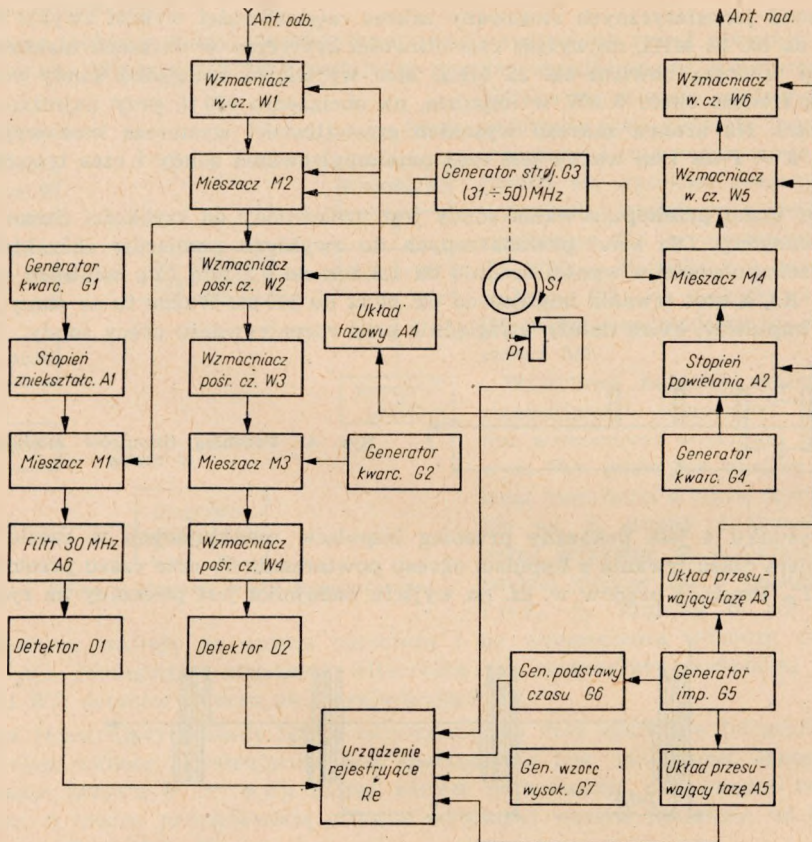 Ant. odb.
Ant. nad.
Wzmacniacz
w. cz. W1
Wzmacniacz
w. cz. W6
Mieszacz M2
Generator stroj. G3
(31 ÷ 50) MHz
Wzmacniacz
w. cz. W5
Generator
kwarc. G1
Wzmacniacz
pośr. cz. W2
S1
Mieszacz M4
Układ
fazowy A4
P1
Stopień
zniekształc. A1
Wzmacniacz
pośr. cz. W3
Stopień
powielania A2
Mieszacz M1
Mieszacz M3
Generator
kwarc. G2
Generator
kwarc. G4
Filtr 30 MHz
A6
Wzmacniacz
pośr. cz. W4
Układ przesu-
wający fazę A3
Detektor D1
Detektor D2
Gen. podstawy
czasu G6
Generator
imp. G5
Urządzenie
rejestrujące
Re
Gen. wzorc
wysok. G7
Układ przesu-
wający fazę A5